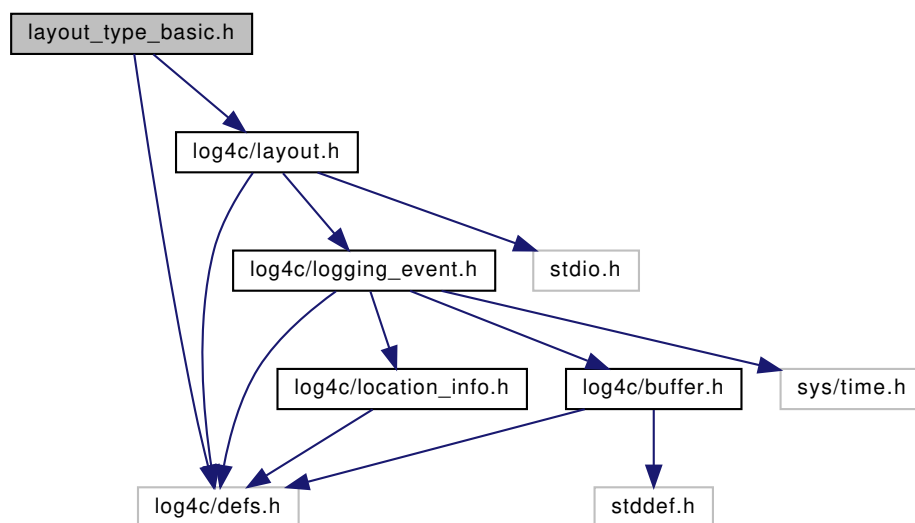 layout_type_basic.h
log4c/layout.h
log4c/logging_event.h
stdio.h
log4c/location_info.h
log4c/buffer.h
sys/time.h
log4c/defs.h
stddef.h